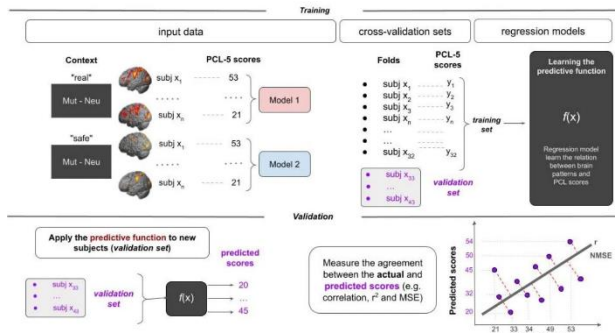 Training
input data
cross-validation sets
regression models
Context
PCL-5 scores
"real"
Mut - Neu
subj x1 53
. . . . . . . . .
subj xn 21
Model 1
"safe"
Mut - Neu
subj x1 53
. . . . . . . . .
subj xn 21
Model 2
Folds
PCL-5
scores
subj x1 y1
subj x2 y2
subj x3 y3
subj xn yn
...
...
subj x32 y32
training
set
subj x33
...
subj x43
validation
set
Learning the
predictive function
f(x)
Regression model
learn the relation
between brain
patterns and
PCL scores
Validation
Apply the predictive function to new
subjects (validation set)
subj x33
...
subj x43
validation
set
f(x)
predicted
scores
20
...
45
Measure the agreement
between the actual and
predicted scores (e.g.
correlation, r2 and MSE)
Predicted scores
54
50
45
32
20
21 33 34 49 53
r
NMSE